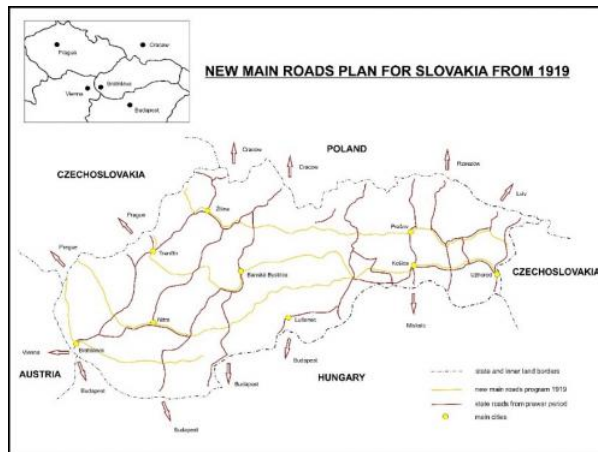 Prague
Cracow
Vienna
Bratislava
Budapest
NEW MAIN ROADS PLAN FOR SLOVAKIA FROM 1919
Cracow
Cracow
POLAND
Rzeszow
Lviv
CZECHOSLOVAKIA
Prague
Prague
Žilina
Trenčín
Prešov
Košice
Banská Bystrica
Užhorod
CZECHOSLOVAKIA
Nitra
Lučenec
Miskolc
Bratislava
Vienna
AUSTRIA
Budapest
Budapest
Budapest
Budapest
HUNGARY
state and inner land borders
new main roads program 1919
state roads from prewar period
main cities